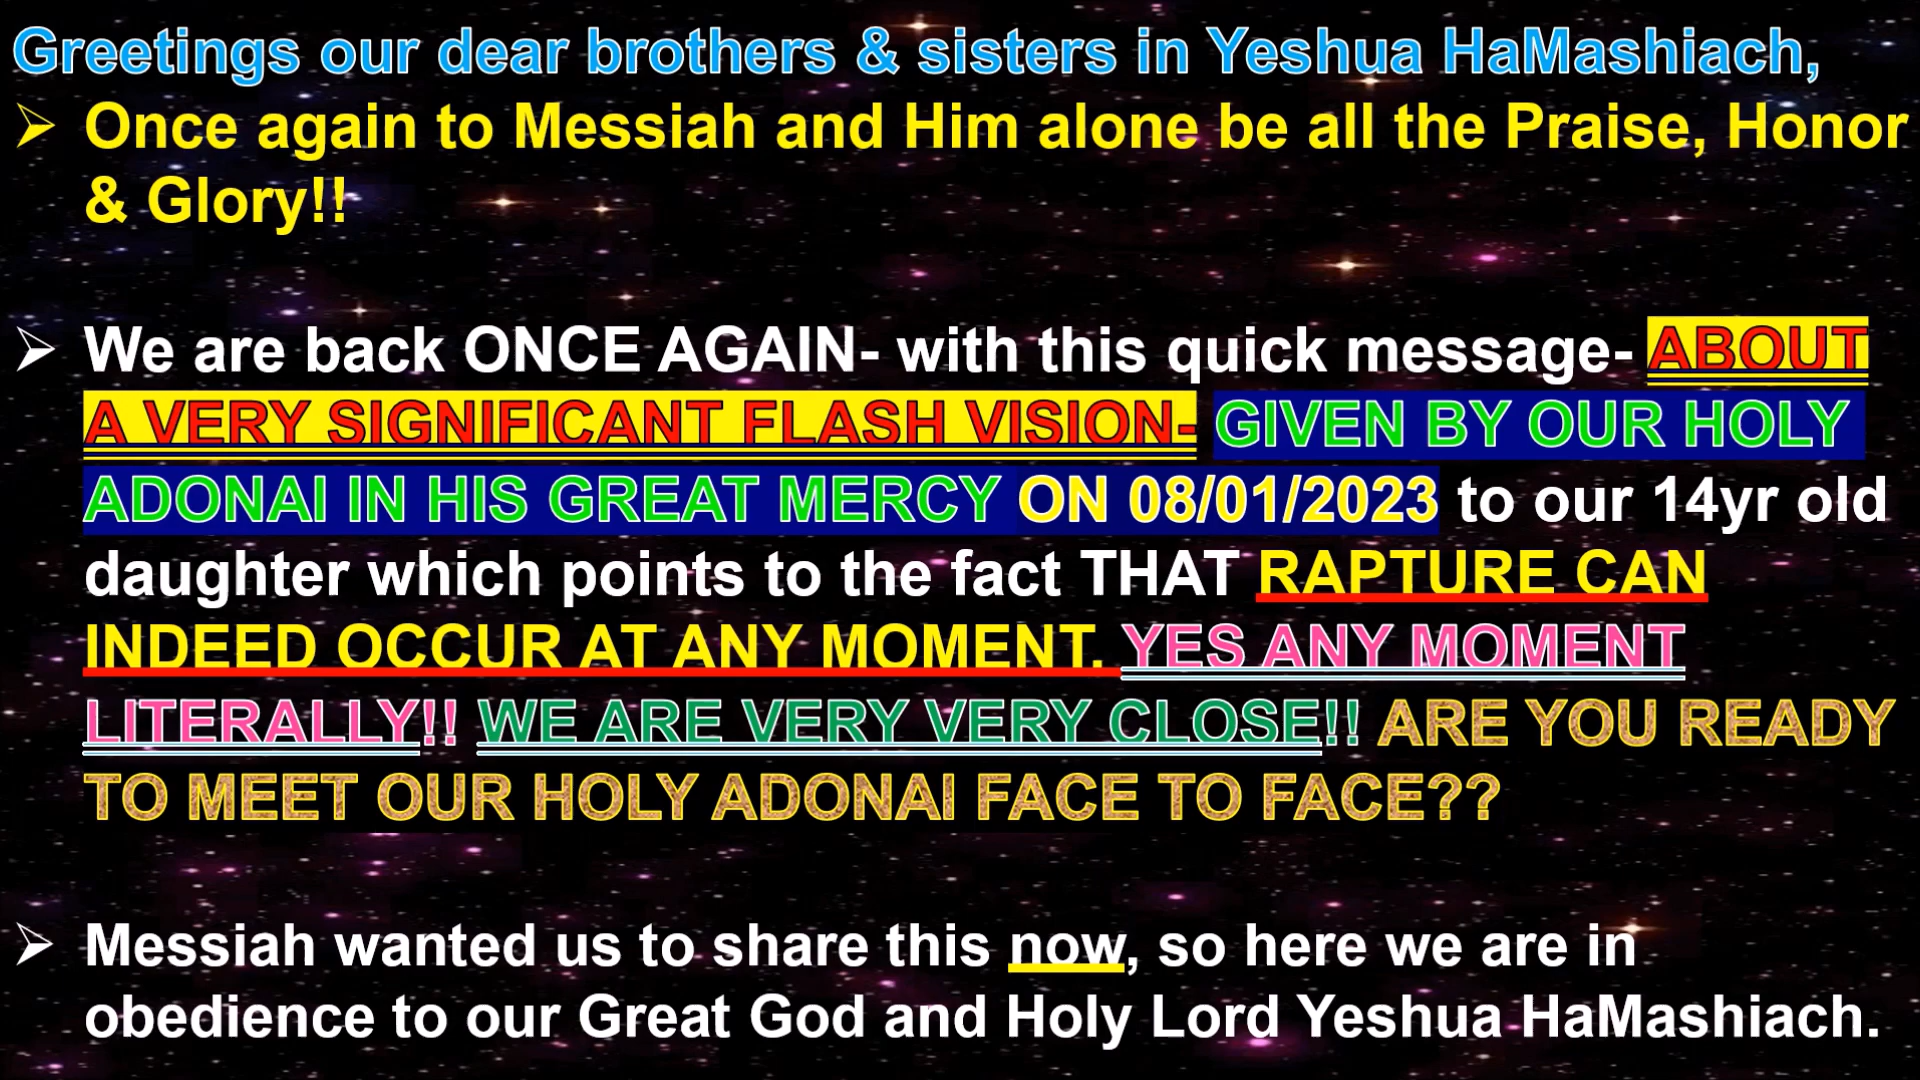 Greetings our dear brothers & sisters in Yeshua HaMashiach,
➢ Once again to Messiah and Him alone be all the Praise, Honor
& Glory!!
➢ We are back ONCE AGAIN- with this quick message- ABOUT
A VERY SIGNIFICANT FLASH VISION- GIVEN BY OUR HOLY
ADONAI IN HIS GREAT MERCY ON 08/01/2023 to our 14yr old
daughter which points to the fact THAT RAPTURE CAN
INDEED OCCUR AT ANY MOMENT. YES ANY MOMENT
LITERALLY!! WE ARE VERY VERY CLOSE!! ARE YOU READY
TO MEET OUR HOLY ADONAI FACE TO FACE??
➢ Messiah wanted us to share this now, so here we are in
obedience to our Great God and Holy Lord Yeshua HaMashiach.